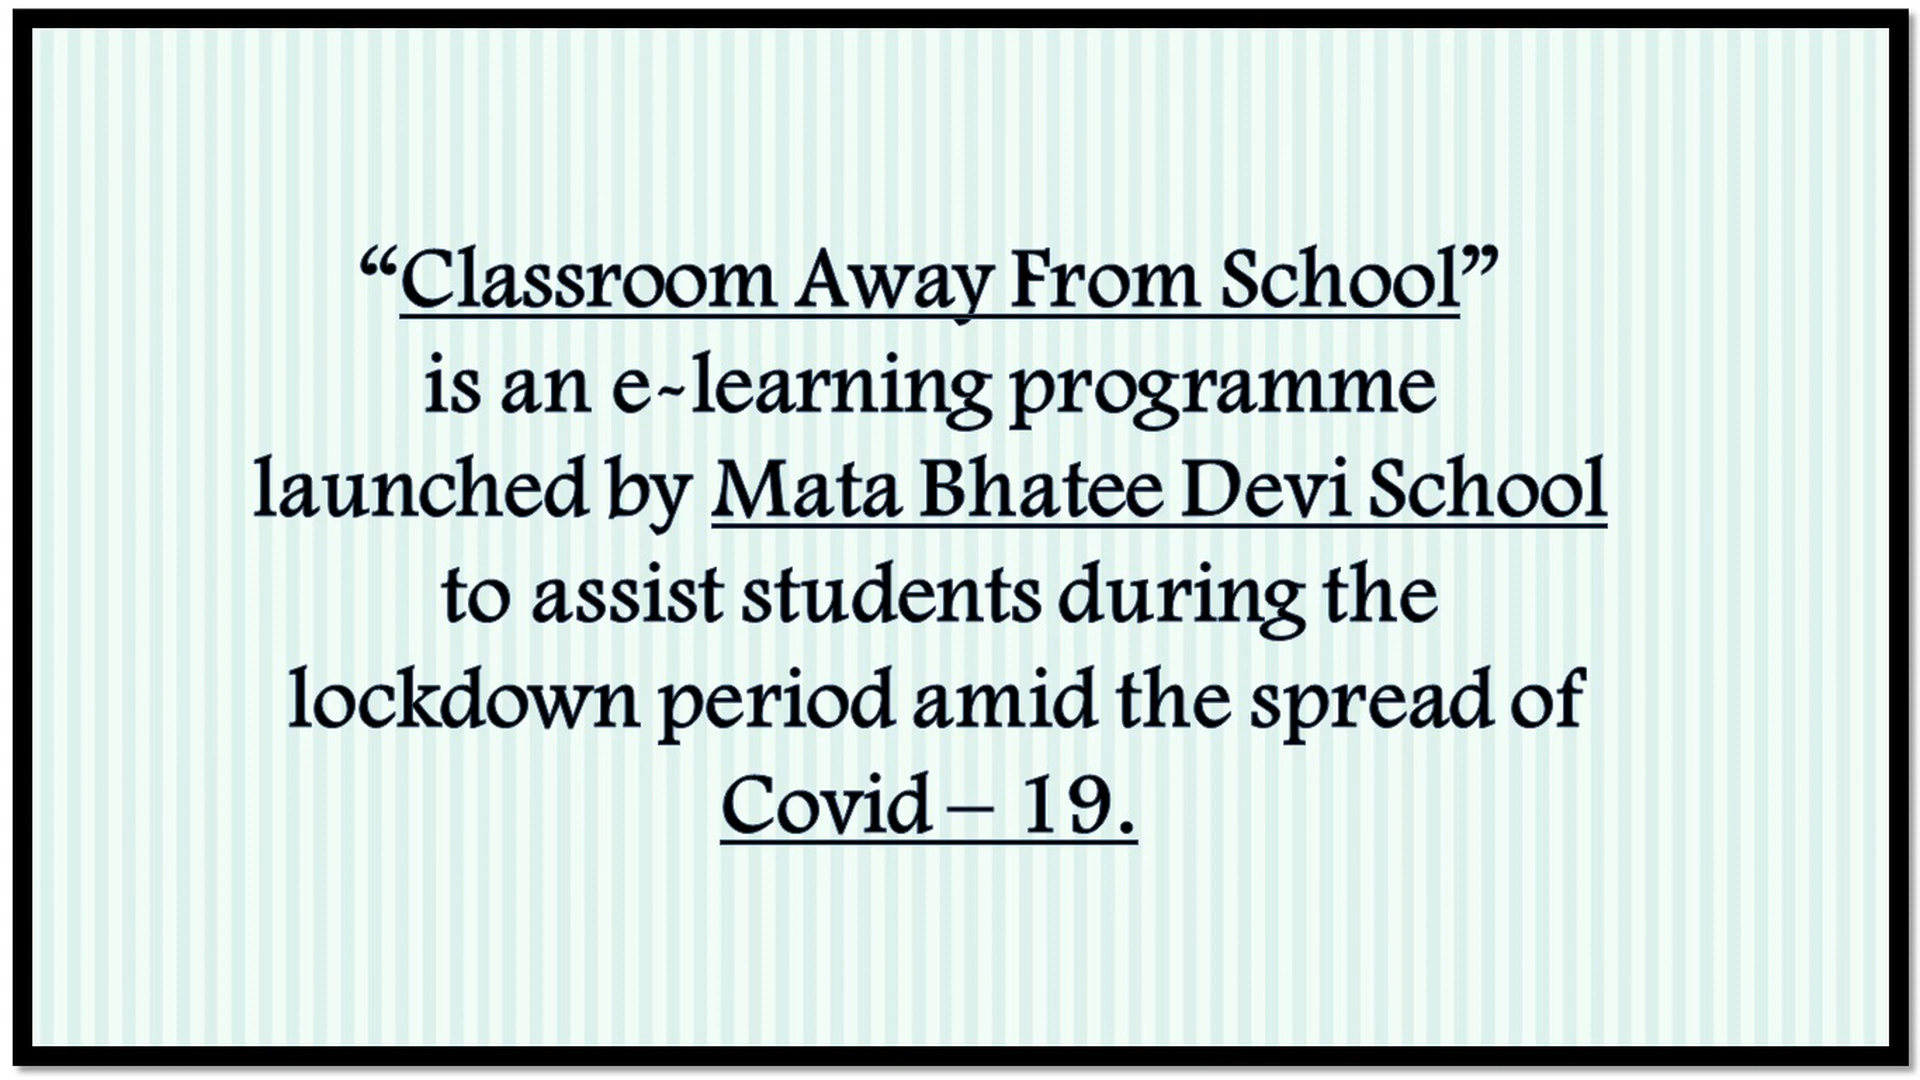 “Classroom Away From School”
is an e-learning programme
launched by Mata Bhatee Devi School
to assist students during the
lockdown period amid the spread of
Covid – 19.